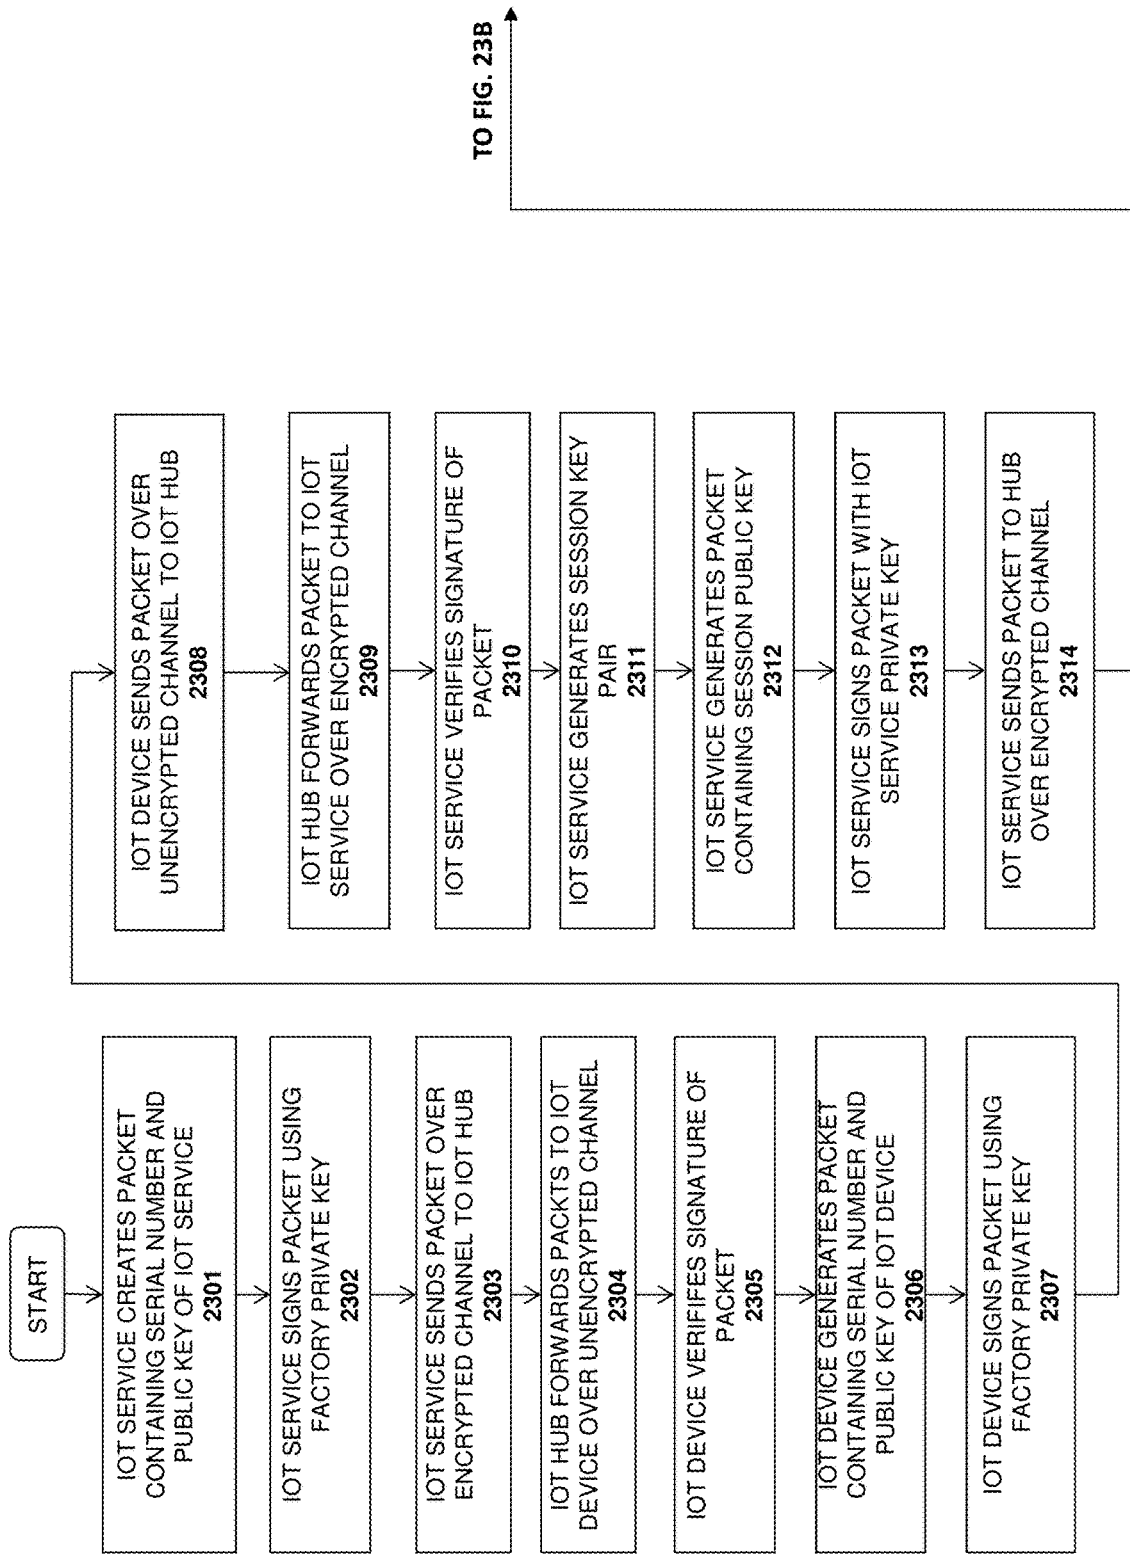 START
IOT SERVICE CREATES PACKET
CONTAINING SERIAL NUMBER AND
PUBLIC KEY OF IOT SERVICE
2301
IOT SERVICE SIGNS PACKET USING
FACTORY PRIVATE KEY
2302
IOT SERVICE SENDS PACKET OVER
ENCRYPTED CHANNEL TO IOT HUB
2303
IOT HUB FORWARDS PACKTS TO IOT
DEVICE OVER UNENCRYPTED CHANNEL
2304
IOT DEVICE VERIFIFES SIGNATURE OF
PACKET
2305
IOT DEVICE GENERATES PACKET
CONTAINING SERIAL NUMBER AND
PUBLIC KEY OF IOT DEVICE
2306
IOT DEVICE SIGNS PACKET USING
FACTORY PRIVATE KEY
2307
IOT DEVICE SENDS PACKET OVER
UNENCRYPTED CHANNEL TO IOT HUB
2308
IOT HUB FORWARDS PACKET TO IOT
SERVICE OVER ENCRYPTED CHANNEL
2309
IOT SERVICE VERIFIES SIGNATURE OF
PACKET
2310
IOT SERVICE GENERATES SESSION KEY
PAIR
2311
IOT SERVICE GENERATES PACKET
CONTAINING SESSION PUBLIC KEY
2312
IOT SERVICE SIGNS PACKET WITH IOT
SERVICE PRIVATE KEY
2313
IOT SERVICE SENDS PACKET TO HUB
OVER ENCRYPTED CHANNEL
2314
TO FIG. 23B